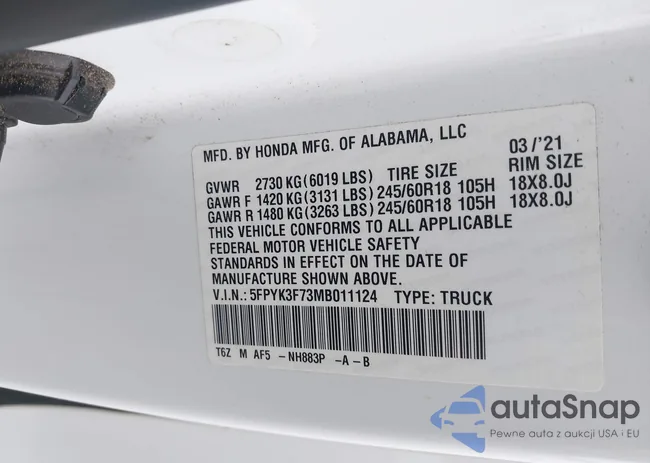 MFD. BY HONDA MFG. OF ALABAMA, LLC 03/'21
GVWR 2730 KG(6019 LBS) TIRE SIZE RIM SIZE
GAWR F 1420 KG(3131 LBS)245/60R18 105H 18X8.0J
GAWR R 1480 KG(3263 LBS)245/60R18 105H 18X8.0J
THIS VEHICLE CONFORMS TO ALL APPLICABLE
FEDERAL MOTOR VEHICLE SAFETY
STANDARDS IN EFFECT ON THE DATE OF
MANUFACTURE SHOWN ABOVE.
V.I.N.: 5FPYK3F73MB011124 TYPE: TRUCK
T6Z M AF5 -NH883P -A-B
autaSnap
Pewne auta z aukcji USA i EU